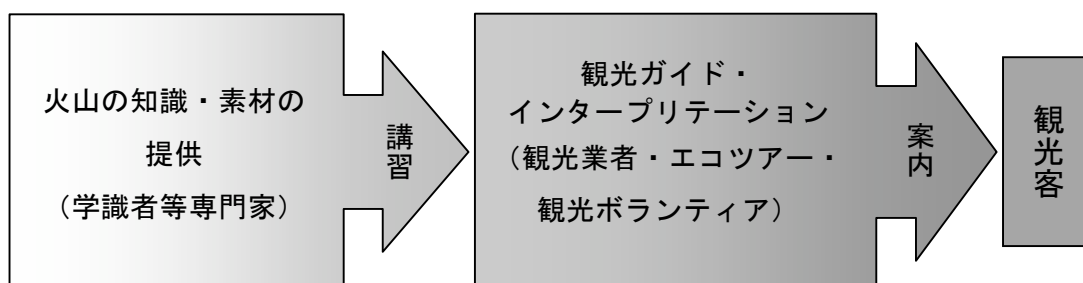 火山の知識・素材の
提供
（学識者等専門家）
講習
観光ガイド・
インタープリテーション
（観光業者・エコツアー・
観光ボランティア）
案内
観光客